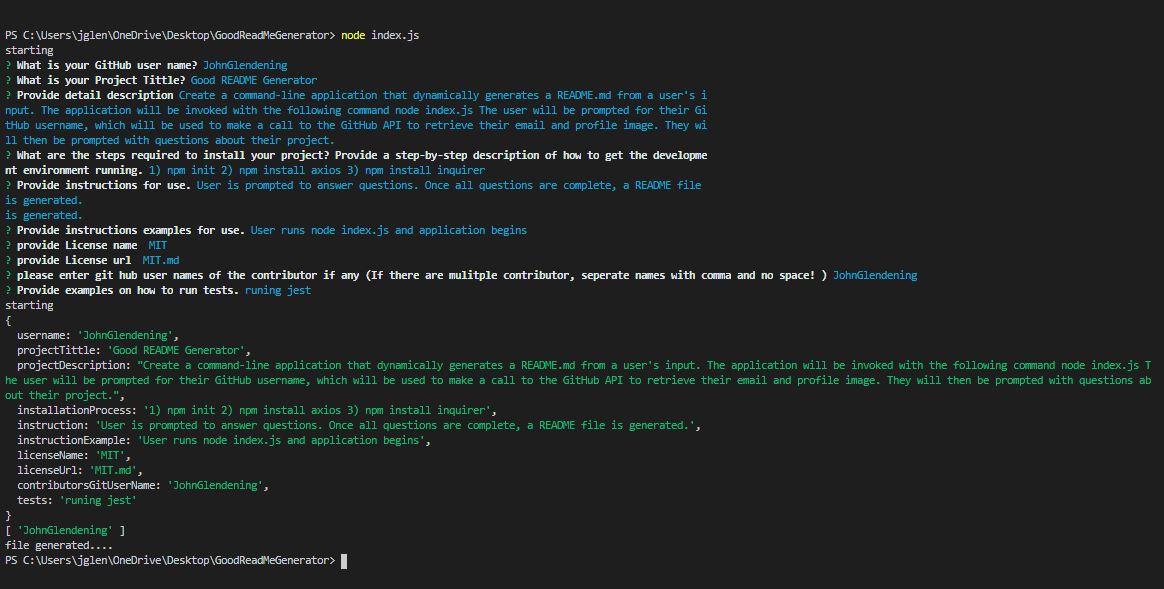 PS C:\Users\jglen\OneDrive\Desktop\GoodReadMeGenerator> node index.js
starting
? What is your GitHub user name? JohnGlendening
? What is your Project Tittle? Good README Generator
? Provide detail description Create a command-line application that dynamically generates a README.md from a user's i
nput. The application will be invoked with the following command node index.js The user will be prompted for their Gi
tHub username, which will be used to make a call to the GitHub API to retrieve their email and profile image. They wi
ll then be prompted with questions about their project.
? What are the steps required to install your project? Provide a step-by-step description of how to get the developme
nt environment running. 1) npm init 2) npm install axios 3) npm install inquirer
? Provide instructions for use. User is prompted to answer questions. Once all questions are complete, a README file
is generated.
is generated.
? Provide instructions examples for use. User runs node index.js and application begins
? provide License name MIT
? provide License url MIT.md
? please enter git hub user names of the contributor if any (If there are mulitple contributor, seperate names with comma and no space! ) JohnGlendening
? Provide examples on how to run tests. runing jest
starting
{
username: 'JohnGlendening',
projectTittle: 'Good README Generator',
projectDescription: "Create a command-line application that dynamically generates a README.md from a user's input. The application will be invoked with the following command node index.js T
he user will be prompted for their GitHub username, which will be used to make a call to the GitHub API to retrieve their email and profile image. They will then be prompted with questions ab
out their project.",
installationProcess: '1) npm init 2) npm install axios 3) npm install inquirer',
instruction: 'User is prompted to answer questions. Once all questions are complete, a README file is generated.',
instructionExample: 'User runs node index.js and application begins',
licenseName: 'MIT',
licenseUrl: 'MIT.md',
contributorsGitUserName: 'JohnGlendening',
tests: 'runing jest'
}
[ 'JohnGlendening' ]
file generated....
PS C:\Users\jglen\OneDrive\Desktop\GoodReadMeGenerator>